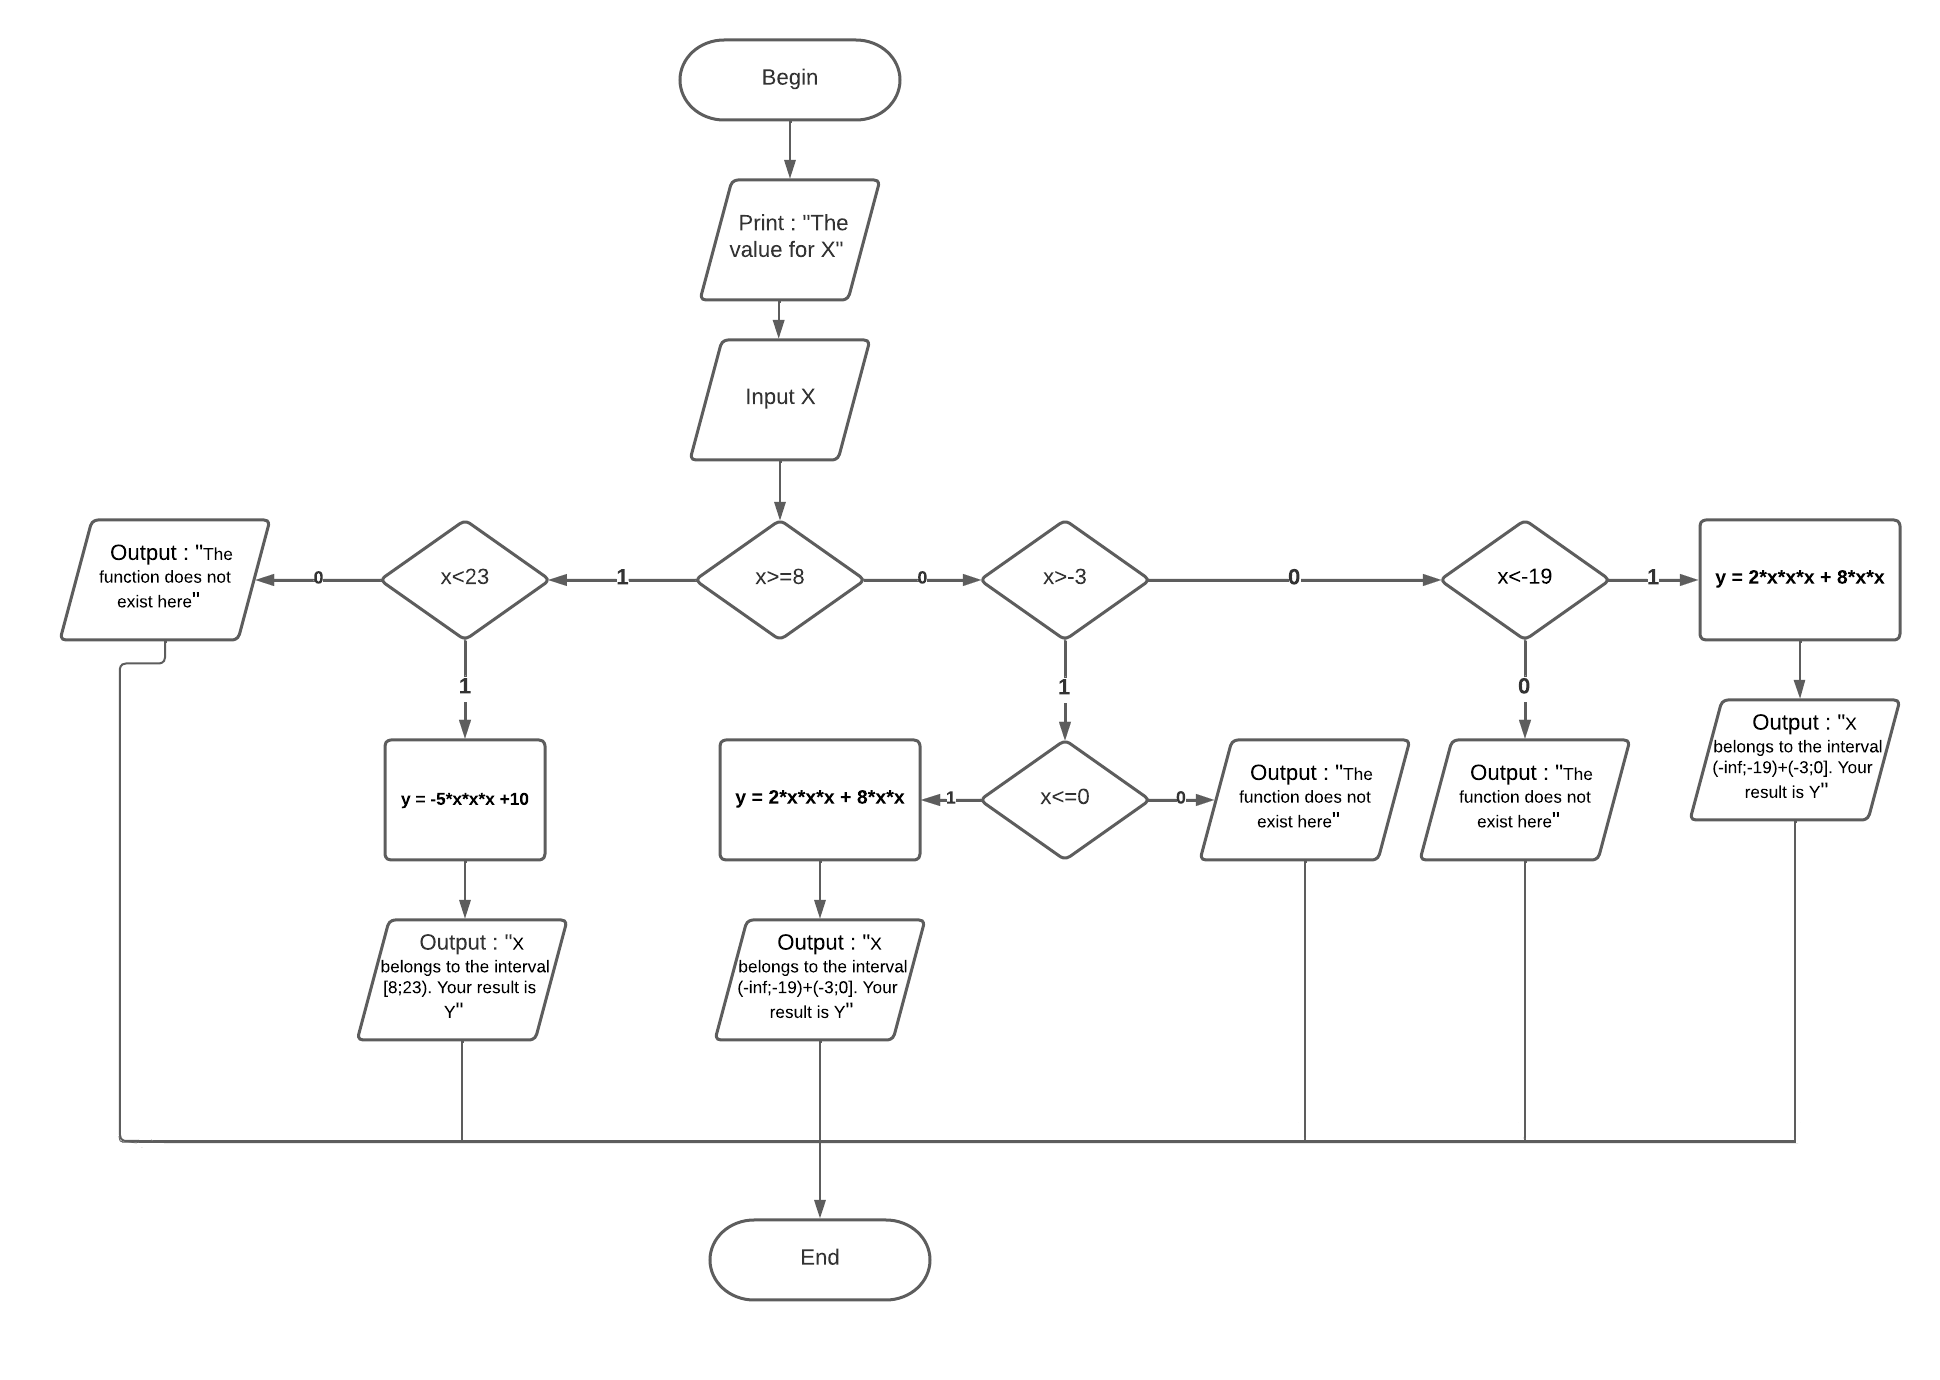 Begin
Print : "The
value for X"
Input X
Output : "The
function does not
exist here"
0
x<23
1
x>=8
0
x>-3
0
x<-19
1
y = 2*x*x*x + 8*x*x
1
1
0
Output : "x
belongs to the interval
(-inf;-19)+(-3;0]. Your
result is Y"
y = -5*x*x*x +10
y = 2*x*x*x + 8*x*x
1
x<=0
0
Output : "The
function does not
exist here"
Output : "The
function does not
exist here"
Output : "x
belongs to the interval
[8;23). Your result is
Y"
Output : "x
belongs to the interval
(-inf;-19)+(-3;0]. Your
result is Y"
End